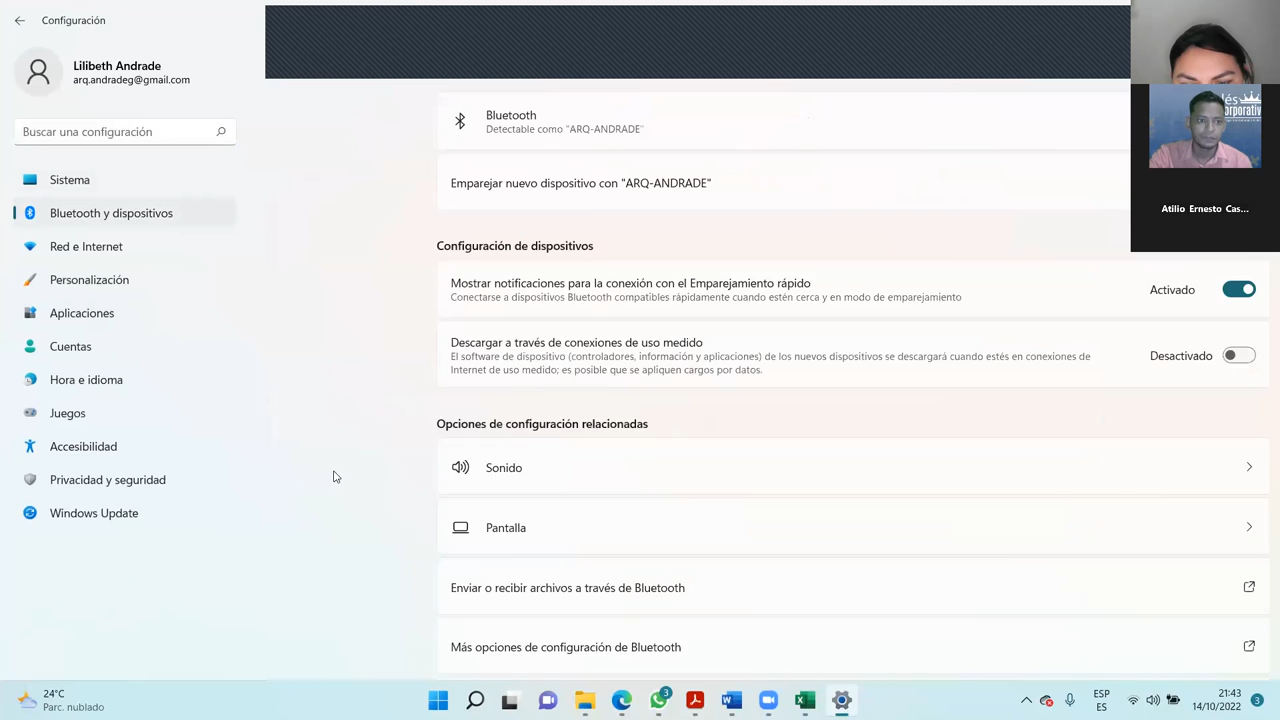 Configuración
Lilibeth Andrade
arq.andradeg@gmail.com
Buscar una configuración
Sistema
Bluetooth y dispositivos
Red e Internet
Personalización
Aplicaciones
Cuentas
Hora e idioma
Juegos
Accesibilidad
Privacidad y seguridad
Windows Update
Bluetooth
Detectable como "ARQ-ANDRADE"
Emparejar nuevo dispositivo con "ARQ-ANDRADE"
Configuración de dispositivos
Mostrar notificaciones para la conexión con el Emparejamiento rápido
Conectarse a dispositivos Bluetooth compatibles rápidamente cuando estén cerca y en modo de emparejamiento
Activado
Descargar a través de conexiones de uso medido
El software de dispositivo (controladores, información y aplicaciones) de los nuevos dispositivos se descargará cuando estés en conexiones de
Internet de uso medido; es posible que se apliquen cargos por datos.
Desactivado
Opciones de configuración relacionadas
Sonido
Pantalla
Enviar o recibir archivos a través de Bluetooth
Más opciones de configuración de Bluetooth
Atilio Ernesto Cas...
24°C
Parc. nublado
3
ESP
ES
21:43
14/10/2022
3